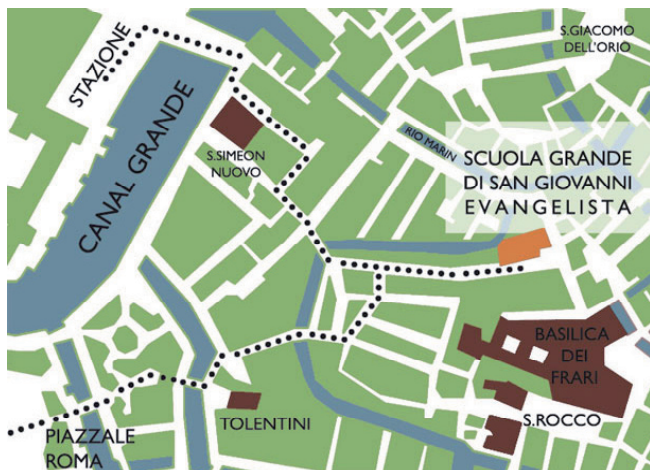 STAZIONE
CANAL GRANDE
S.GIACOMO
DELL'ORIO
RIO MARIN
S.SIMEON
NUOVO
SCUOLA GRANDE
DI SAN GIOVANNI
EVANGELISTA
BASILICA
DEI
FRARI
S.ROCCO
TOLENTINI
PIAZZALE
ROMA